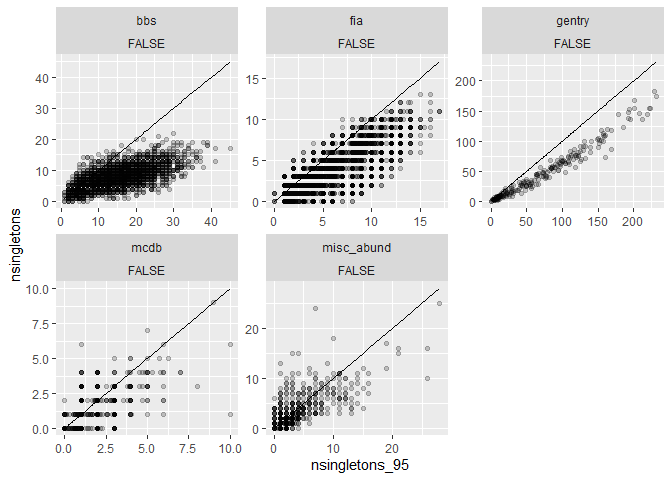 bbs
FALSE
fia
FALSE
gentry
FALSE
40
30
20
10
0
0 10 20 30 40
15
10
5
0
0 5 10 15
200
150
100
50
0
0 50 100 150 200
nsingletons
mcdb
FALSE
misc_abund
FALSE
10.0
7.5
5.0
2.5
0.0
0.0 2.5 5.0 7.5 10.0
20
10
0
0 10 20
nsingletons_95